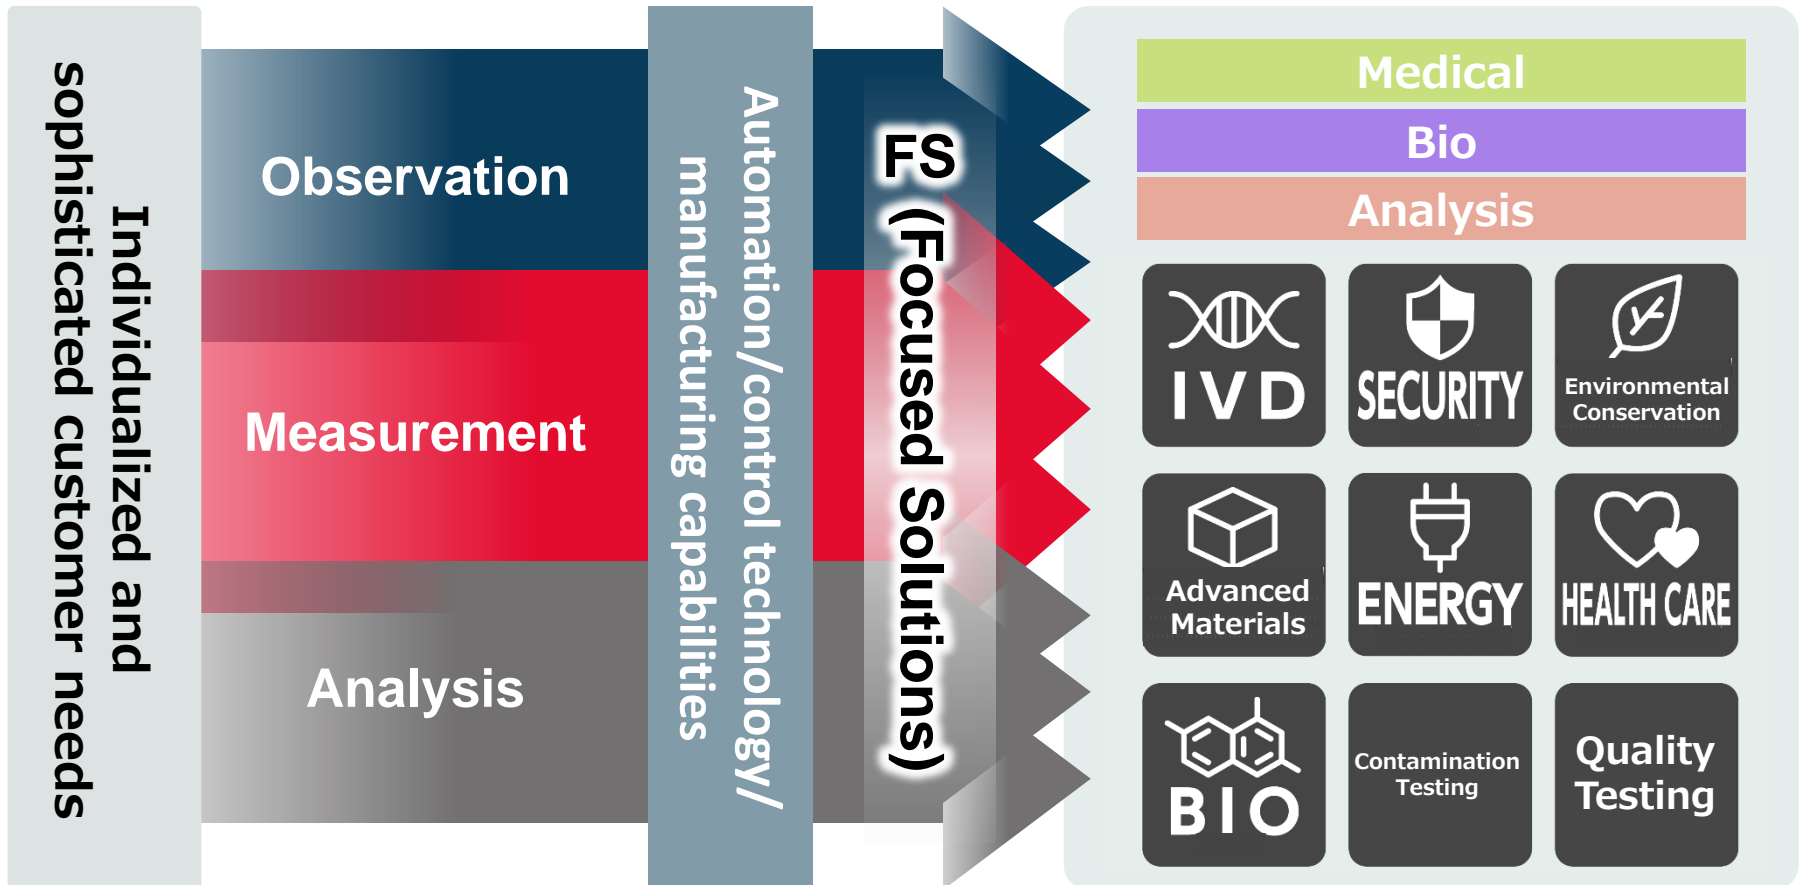 Individualized and
sophisticated customer needs
Observation
Measurement
Analysis
Automation/control technology/
manufacturing capabilities
FS (Focused Solutions)
Medical
Bio
Analysis
IVD
SECURITY
Environmental
Conservation
Advanced
Materials
ENERGY
HEALTH CARE
BIO
Contamination
Testing
Quality
Testing